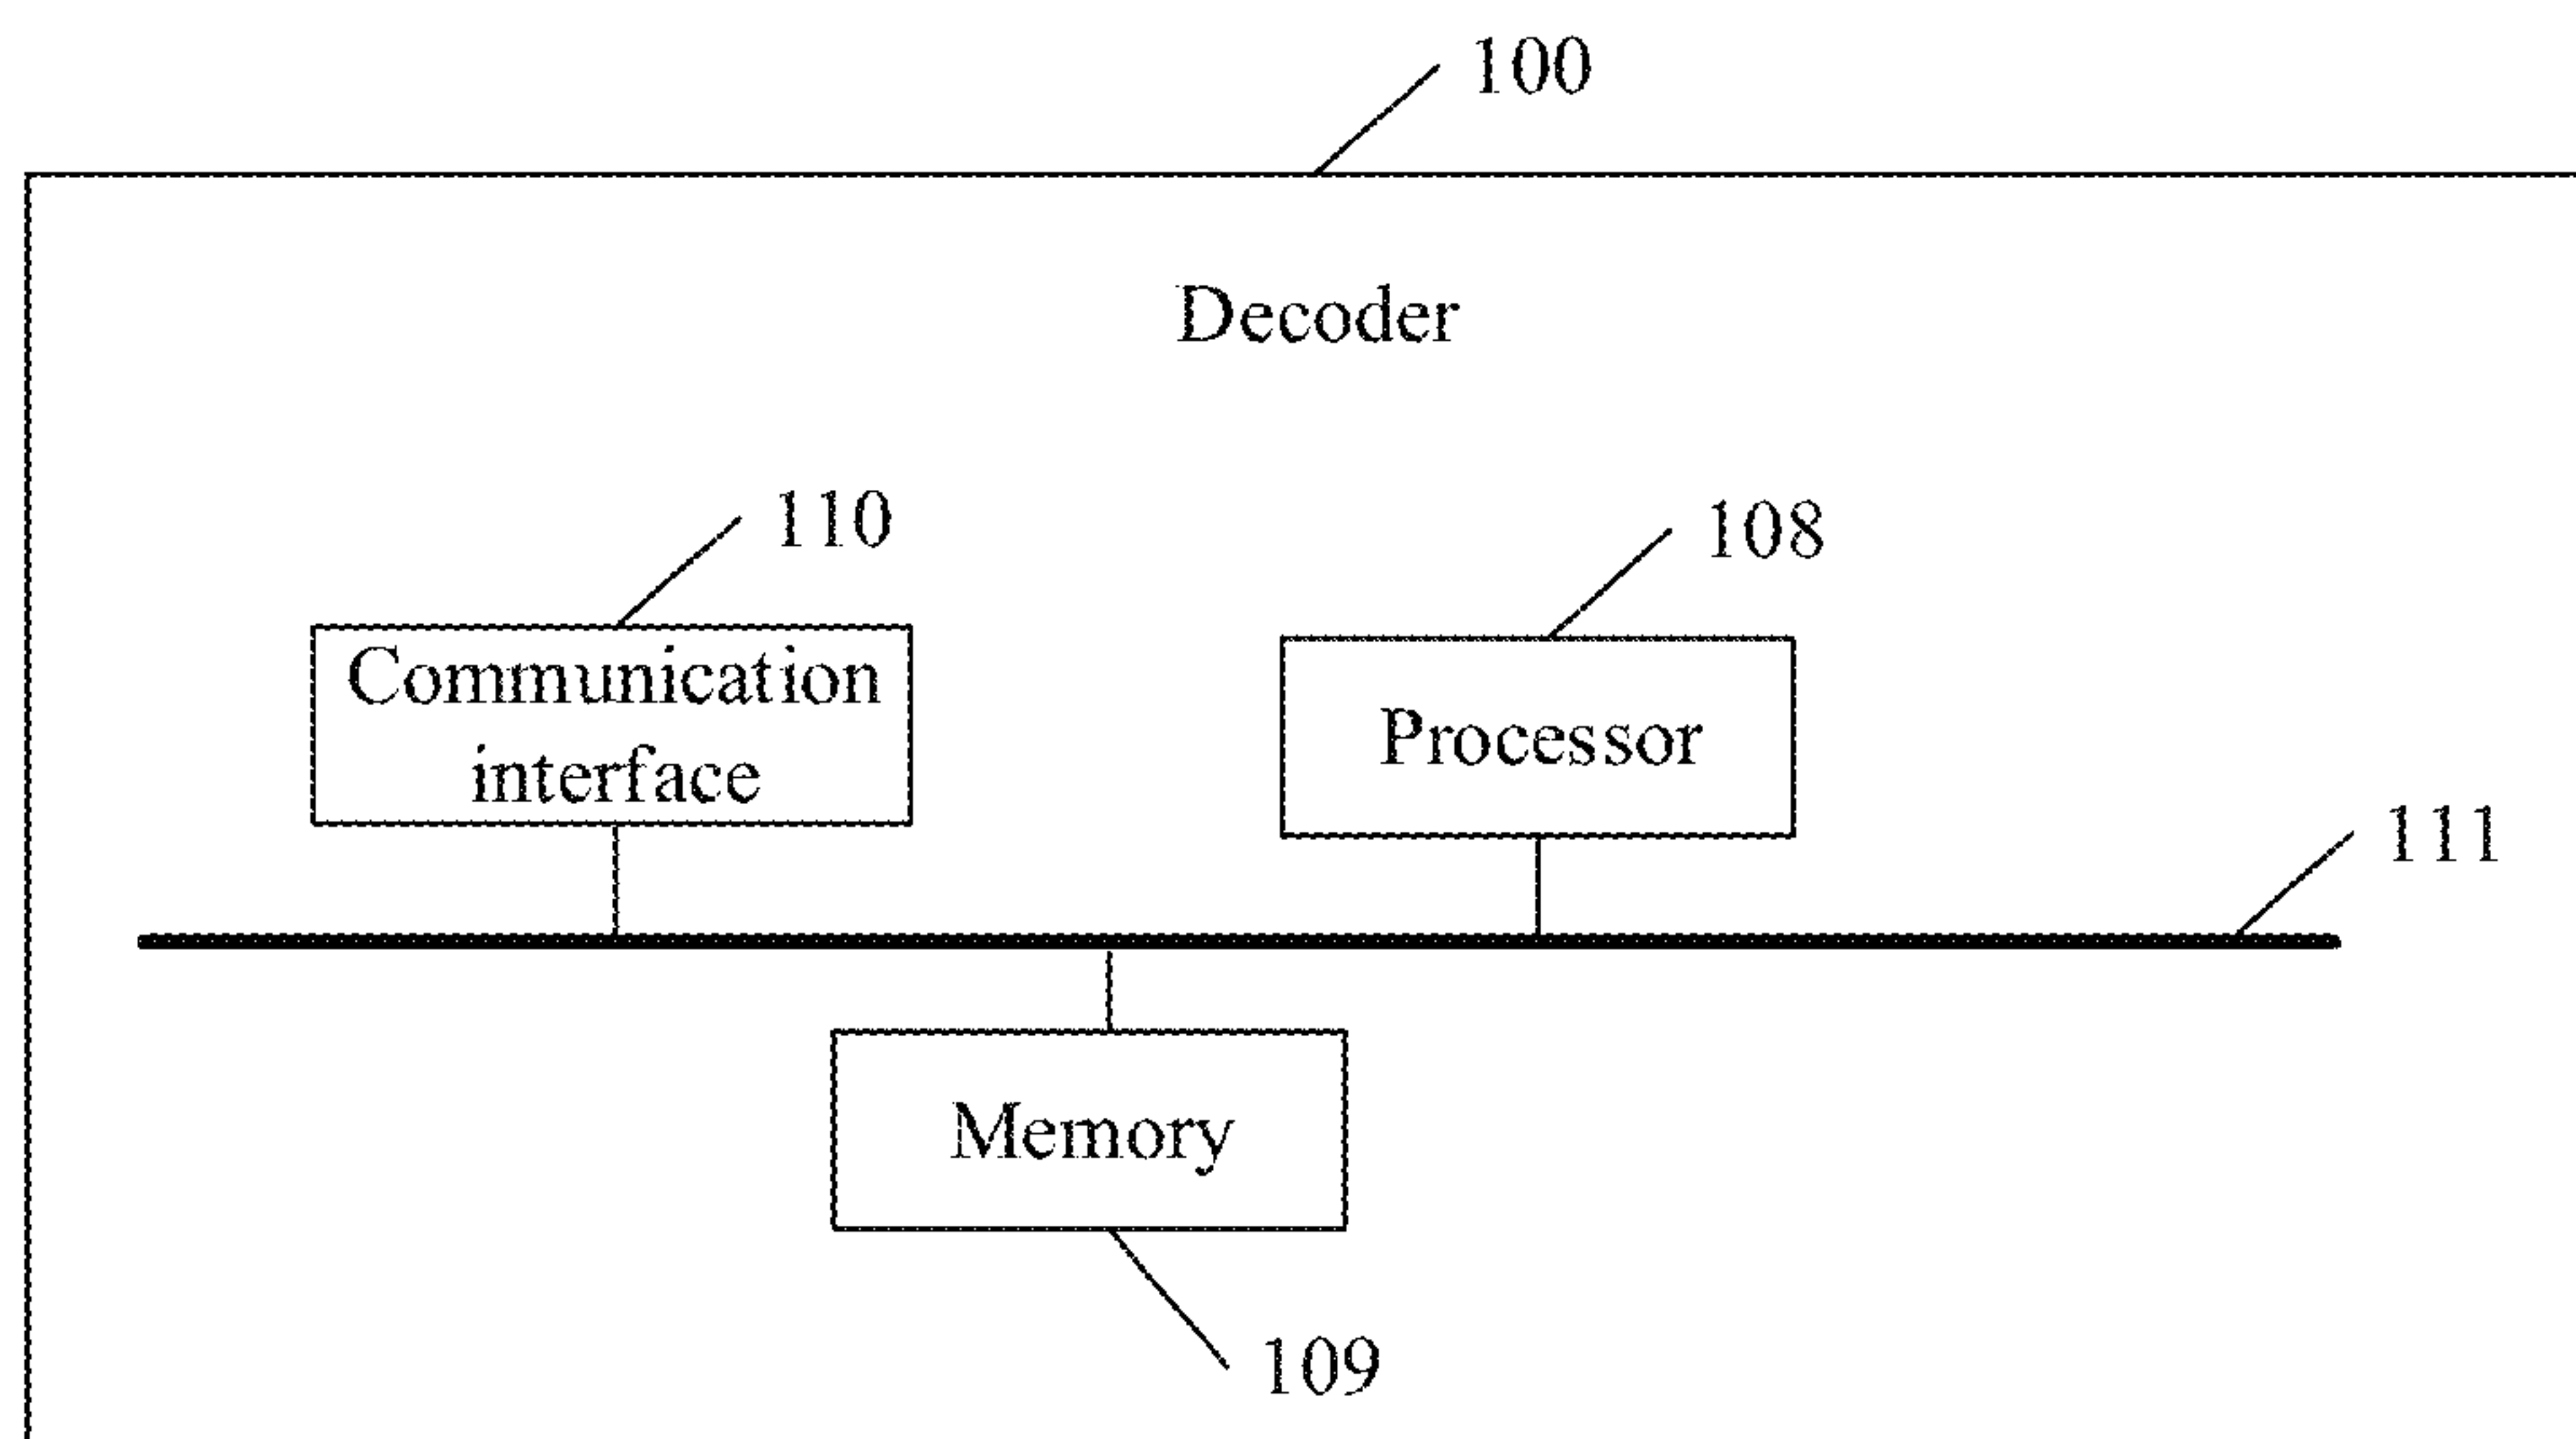 100
Decoder
110
108
Communication
interface
Processor
111
Memory
109